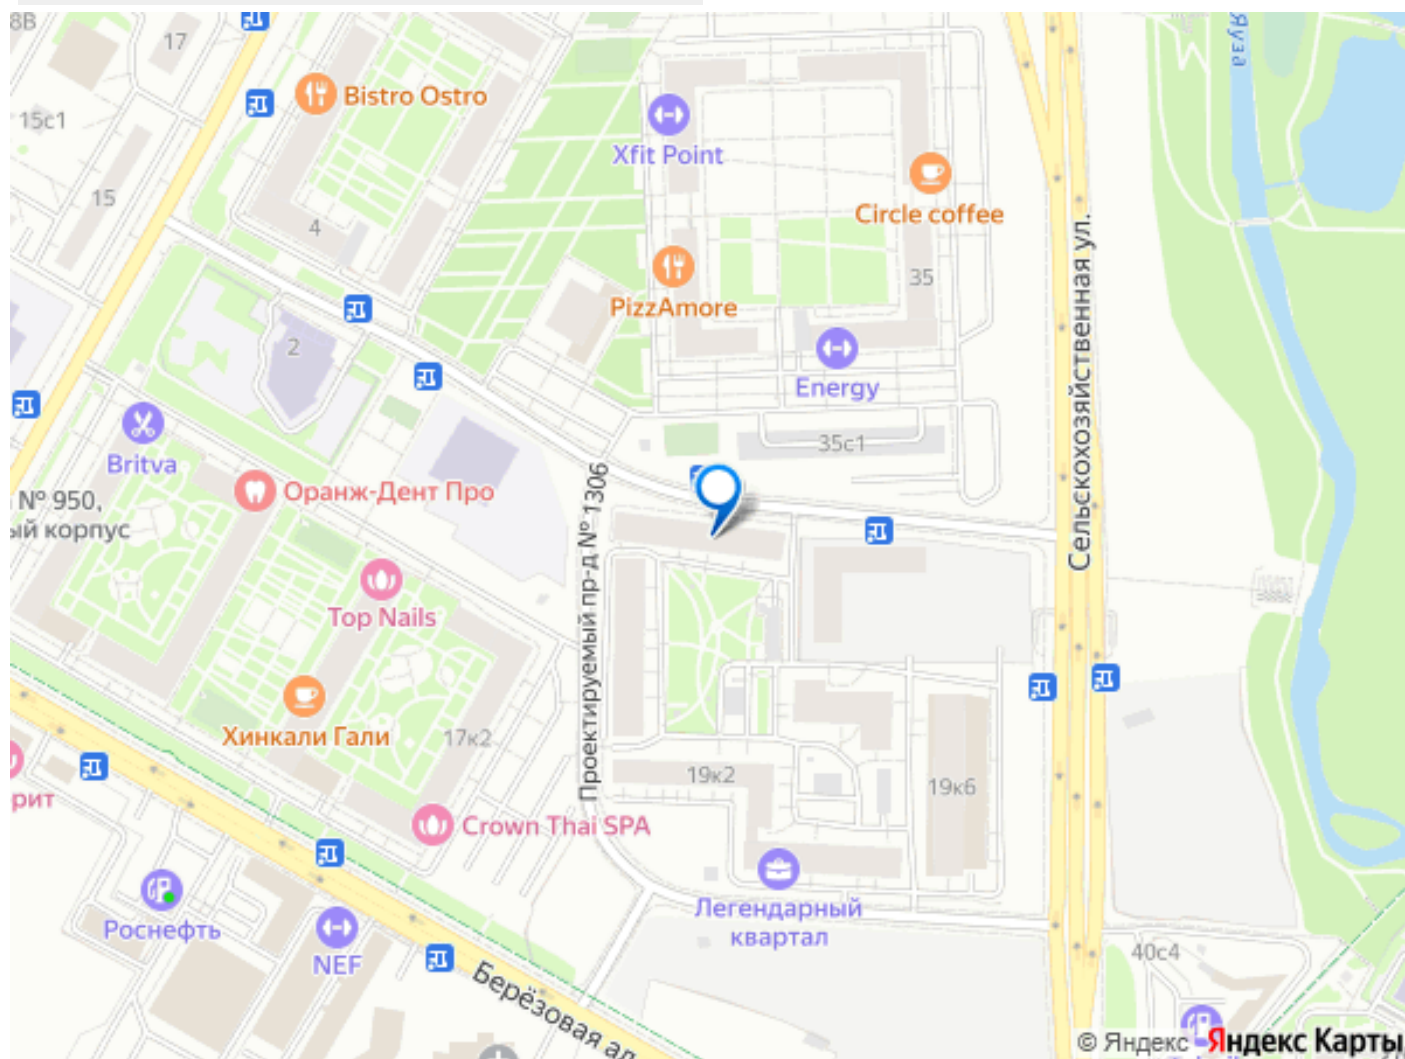 8В
17
Яуза
Bistro Ostro
15с1
Xfit Point
15
Circle coffee
4
35
PizzAmore
2
Energy
Сельскохозяйственная ул.
Britva
35с1
Оранж-Дент Про
№ 950,
ый корпус
Проектируемый пр-д № 1306
Top Nails
Хинкали Гали
17к2
19к2
19к6
рит
Crown Thai SPA
Роснефть
Легендарный
квартал
NEF
40с4
Берёзовая ал
© Яндекс Яндекс Карты